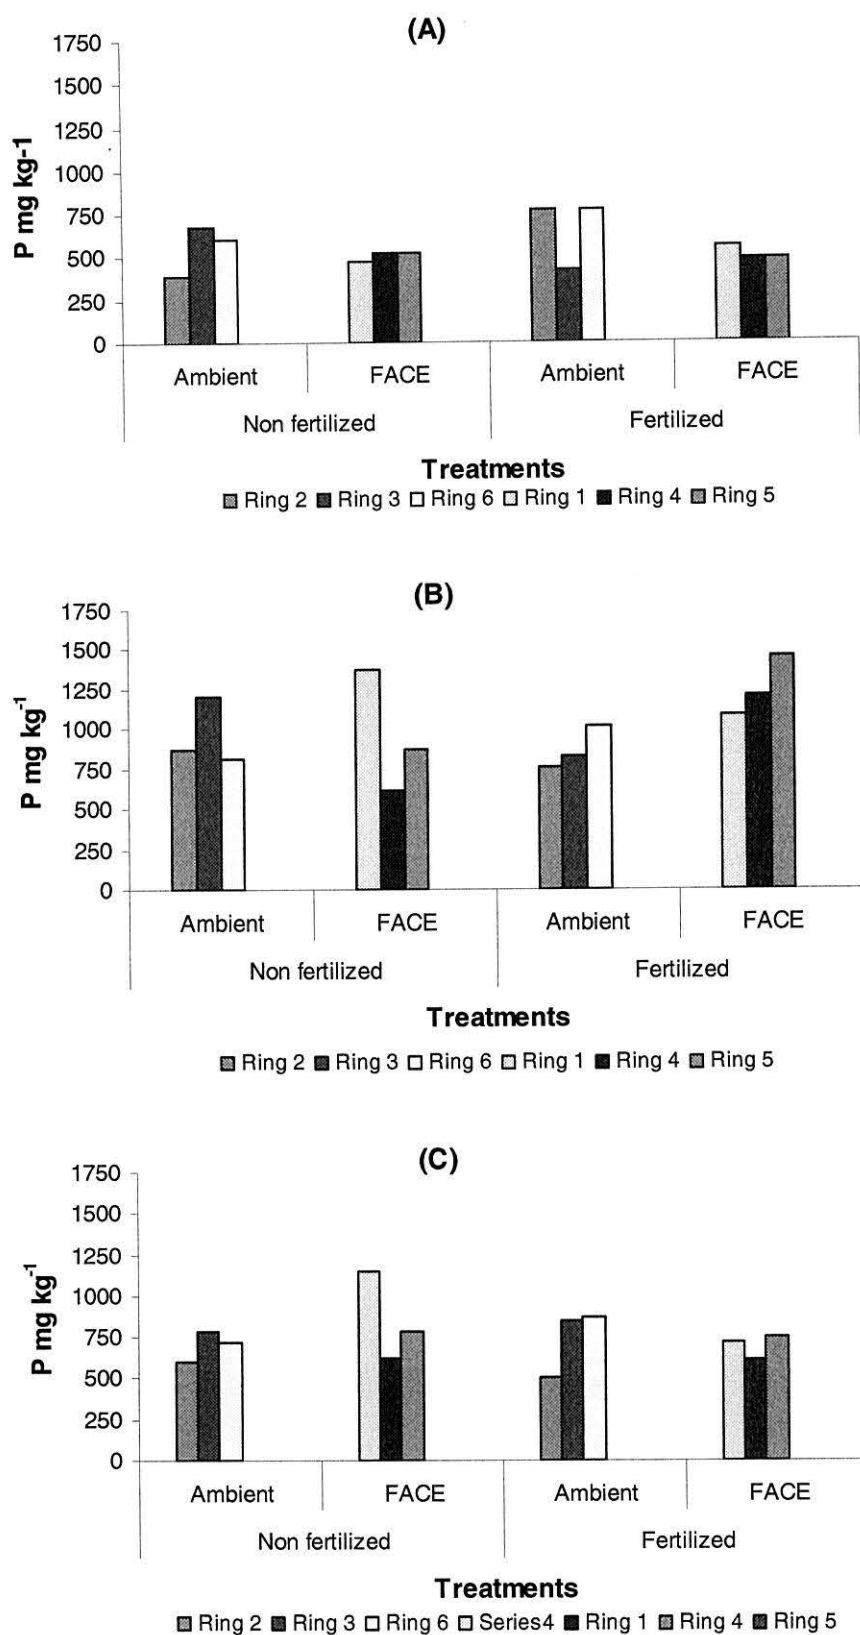 (A)
P mg kg-1
1750
1500
1250
1000
750
500
250
0
Ambient FACE Ambient FACE
Non fertilized Fertilized
Treatments
Ring 2 Ring 3 Ring 6 Ring 1 Ring 4 Ring 5
(B)
P mg kg-1
1750
1500
1250
1000
750
500
250
0
Ambient FACE Ambient FACE
Non fertilized Fertilized
Treatments
Ring 2 Ring 3 Ring 6 Ring 1 Ring 4 Ring 5
(C)
P mg kg-1
1750
1500
1250
1000
750
500
250
0
Ambient FACE Ambient FACE
Non fertilized Fertilized
Treatments
Ring 2 Ring 3 Ring 6 Series4 Ring 1 Ring 4 Ring 5